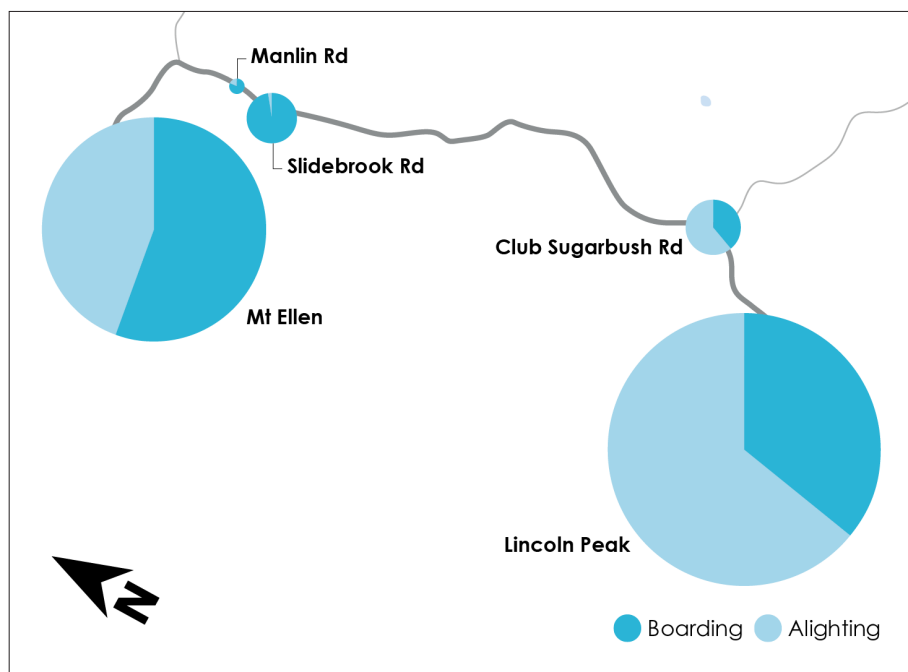 Manlin Rd
Slidebrook Rd
Club Sugarbush Rd
Mt Ellen
Lincoln Peak
N
Boarding
Alighting